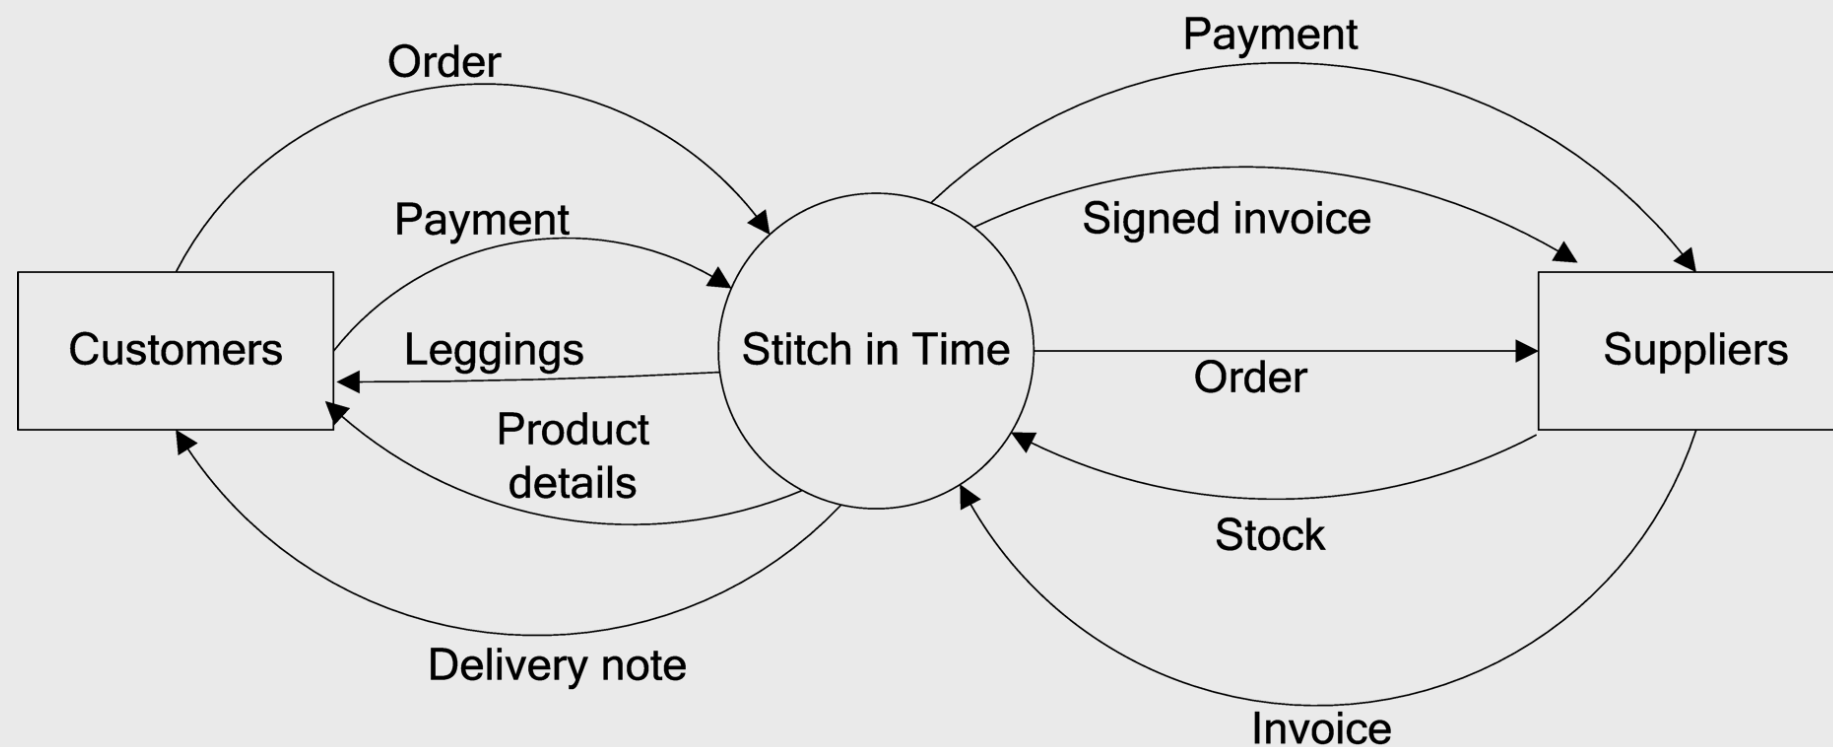 Payment
Order
Payment
Signed invoice
Customers
Leggings
Stitch in Time
Order
Suppliers
Product
details
Stock
Delivery note
Invoice